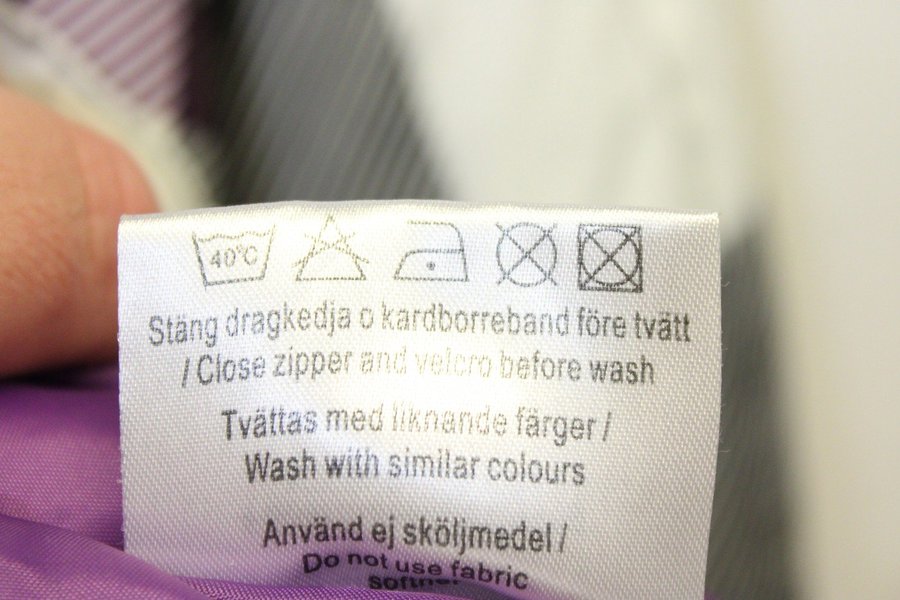 40°C
Stäng dragkedja o kardborreband före tvätt
/ Close zipper and velcro before wash
Tvättas med liknande färger /
Wash with similar colours
Använd ej sköljmedel /
Do not use fabric